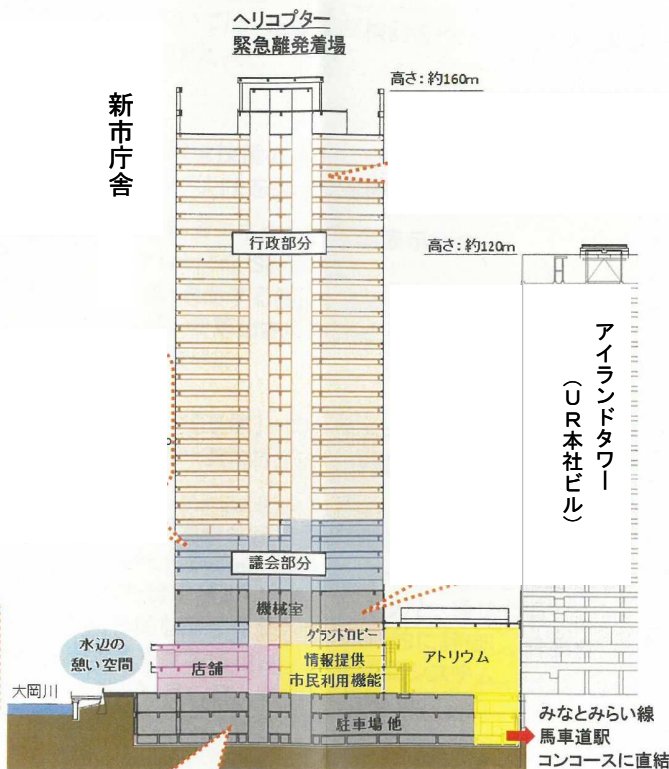 ヘリコプター
緊急離発着場
高さ：約160m
新市庁舎
行政部分
高さ：約120m
アイランドタワー
（ＵＲ本社ビル）
議会部分
機械室
グランドロビー
水辺の
憩い空間
店舗
情報提供
市民利用機能
アトリウム
大岡川
駐車場他
みなとみらい線
馬車道駅
コンコースに直結